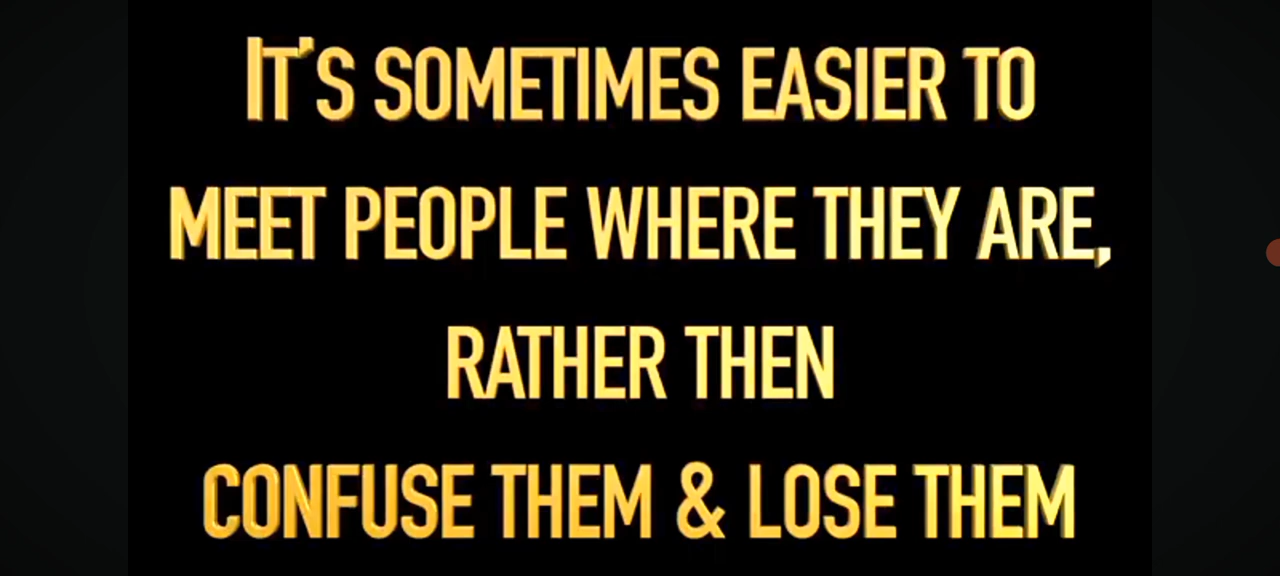 IT'S SOMETIMES EASIER TO
MEET PEOPLE WHERE THEY ARE,
RATHER THEN
CONFUSE THEM & LOSE THEM